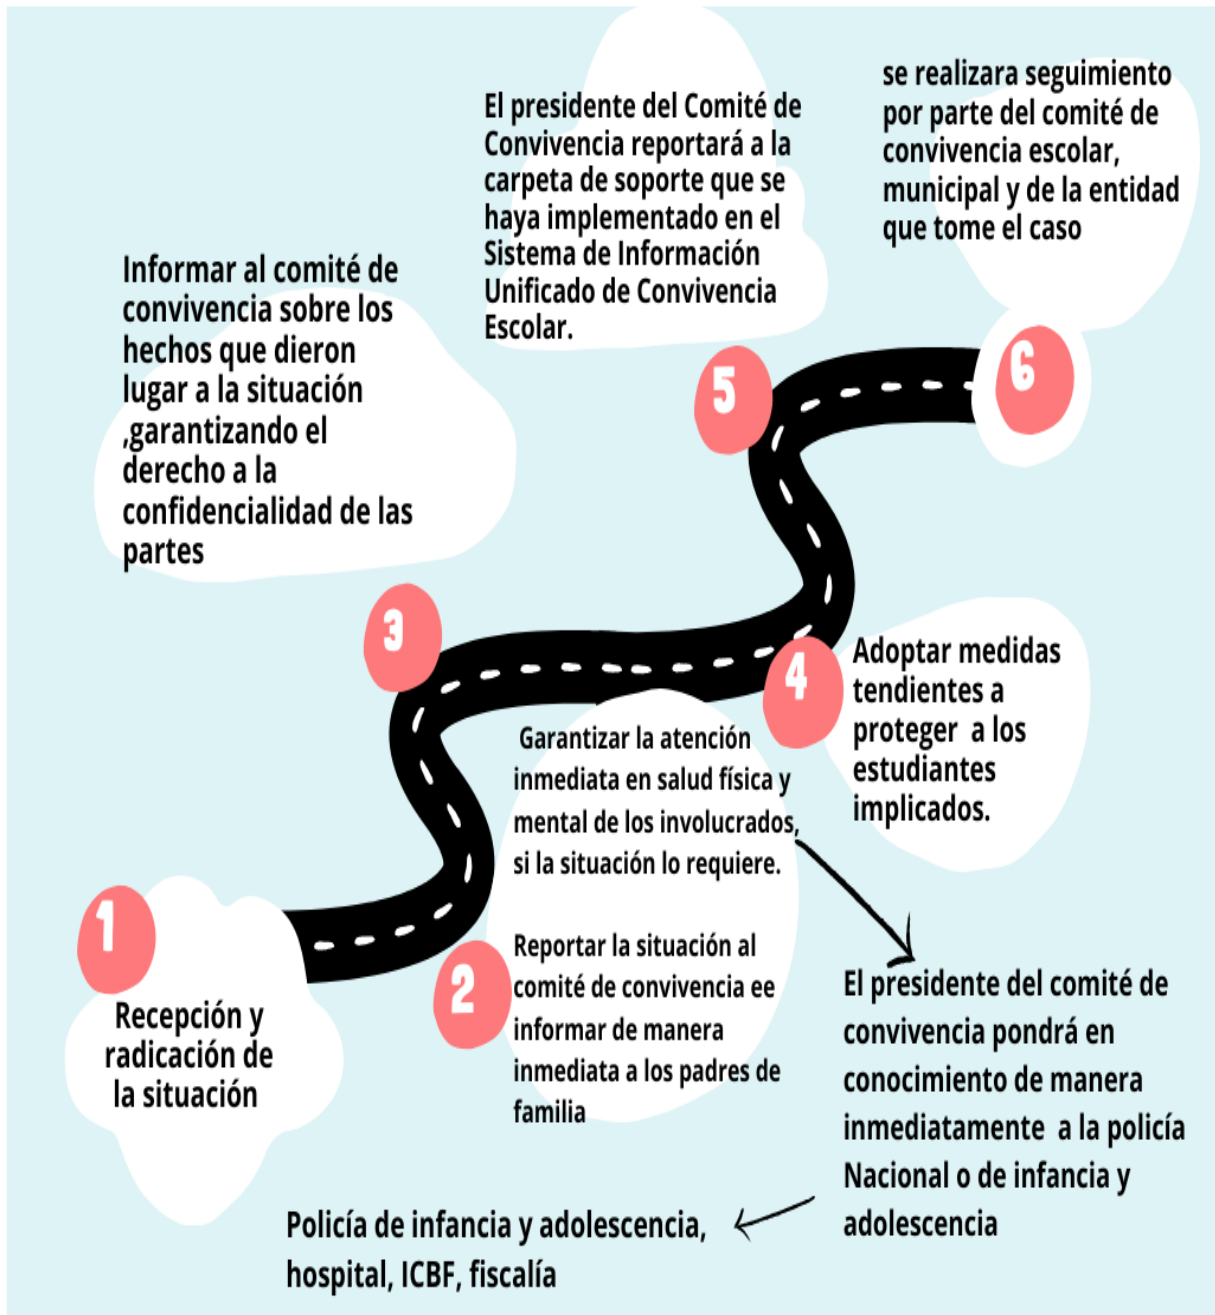 1
Recepción y
radicación de
la situación
2
Garantizar la atención
inmediata en salud física y
mental de los involucrados,
si la situación lo requiere.
Reportar la situación al
comité de convivencia ee
informar de manera
inmediata a los padres de
familia
El presidente del comité de
convivencia pondrá en
conocimiento de manera
inmediatamente a la policía
Nacional o de infancia y
adolescencia
Policía de infancia y adolescencia,
hospital, ICBF, fiscalía
3
Informar al comité de
convivencia sobre los
hechos que dieron
lugar a la situación
,garantizando el
derecho a la
confidencialidad de las
partes
4
Adoptar medidas
tendientes a
proteger a los
estudiantes
implicados.
5
El presidente del Comité de
Convivencia reportará a la
carpeta de soporte que se
haya implementado en el
Sistema de Información
Unificado de Convivencia
Escolar.
6
se realizara seguimiento
por parte del comité de
convivencia escolar,
municipal y de la entidad
que tome el caso